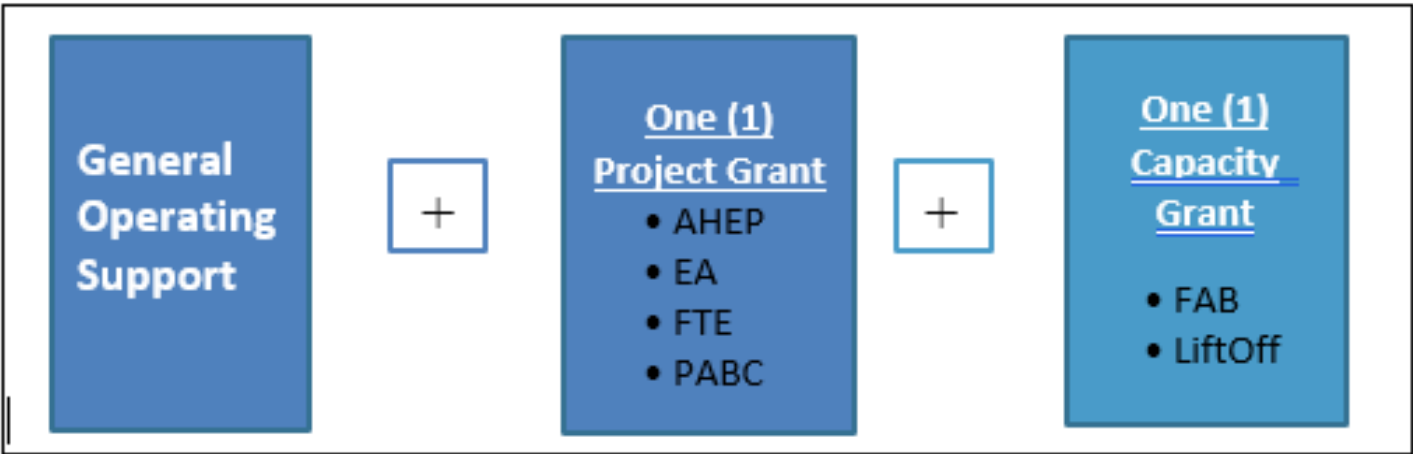 General
Operating
Support
+
One (1)
Project Grant
• AHEP
• EA
• FTE
• PABC
+
One (1)
Capacity
Grant
• FAB
• LiftOff